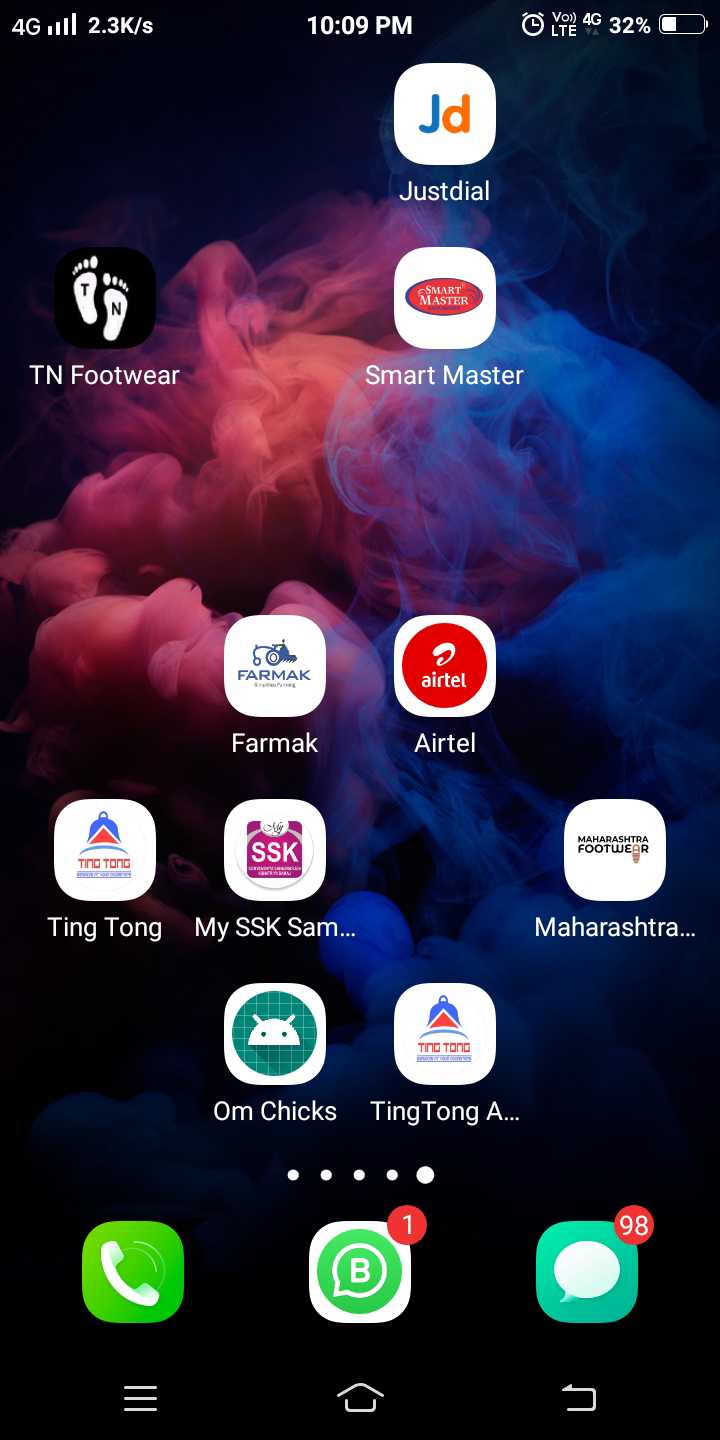 4G 2.3K/s 10:09 PM Vo)) LTE 4G 32%
Jd
Justdial
T N
SMART MASTER
TN Footwear Smart Master
FARMAK
airtel
Farmak Airtel
TING TONG
My
SSK
MAHARASHTRA
FOOTWEAR
Ting Tong My SSK Sam... Maharashtra...
TING TONG
Om Chicks TingTong A...
1 98
B